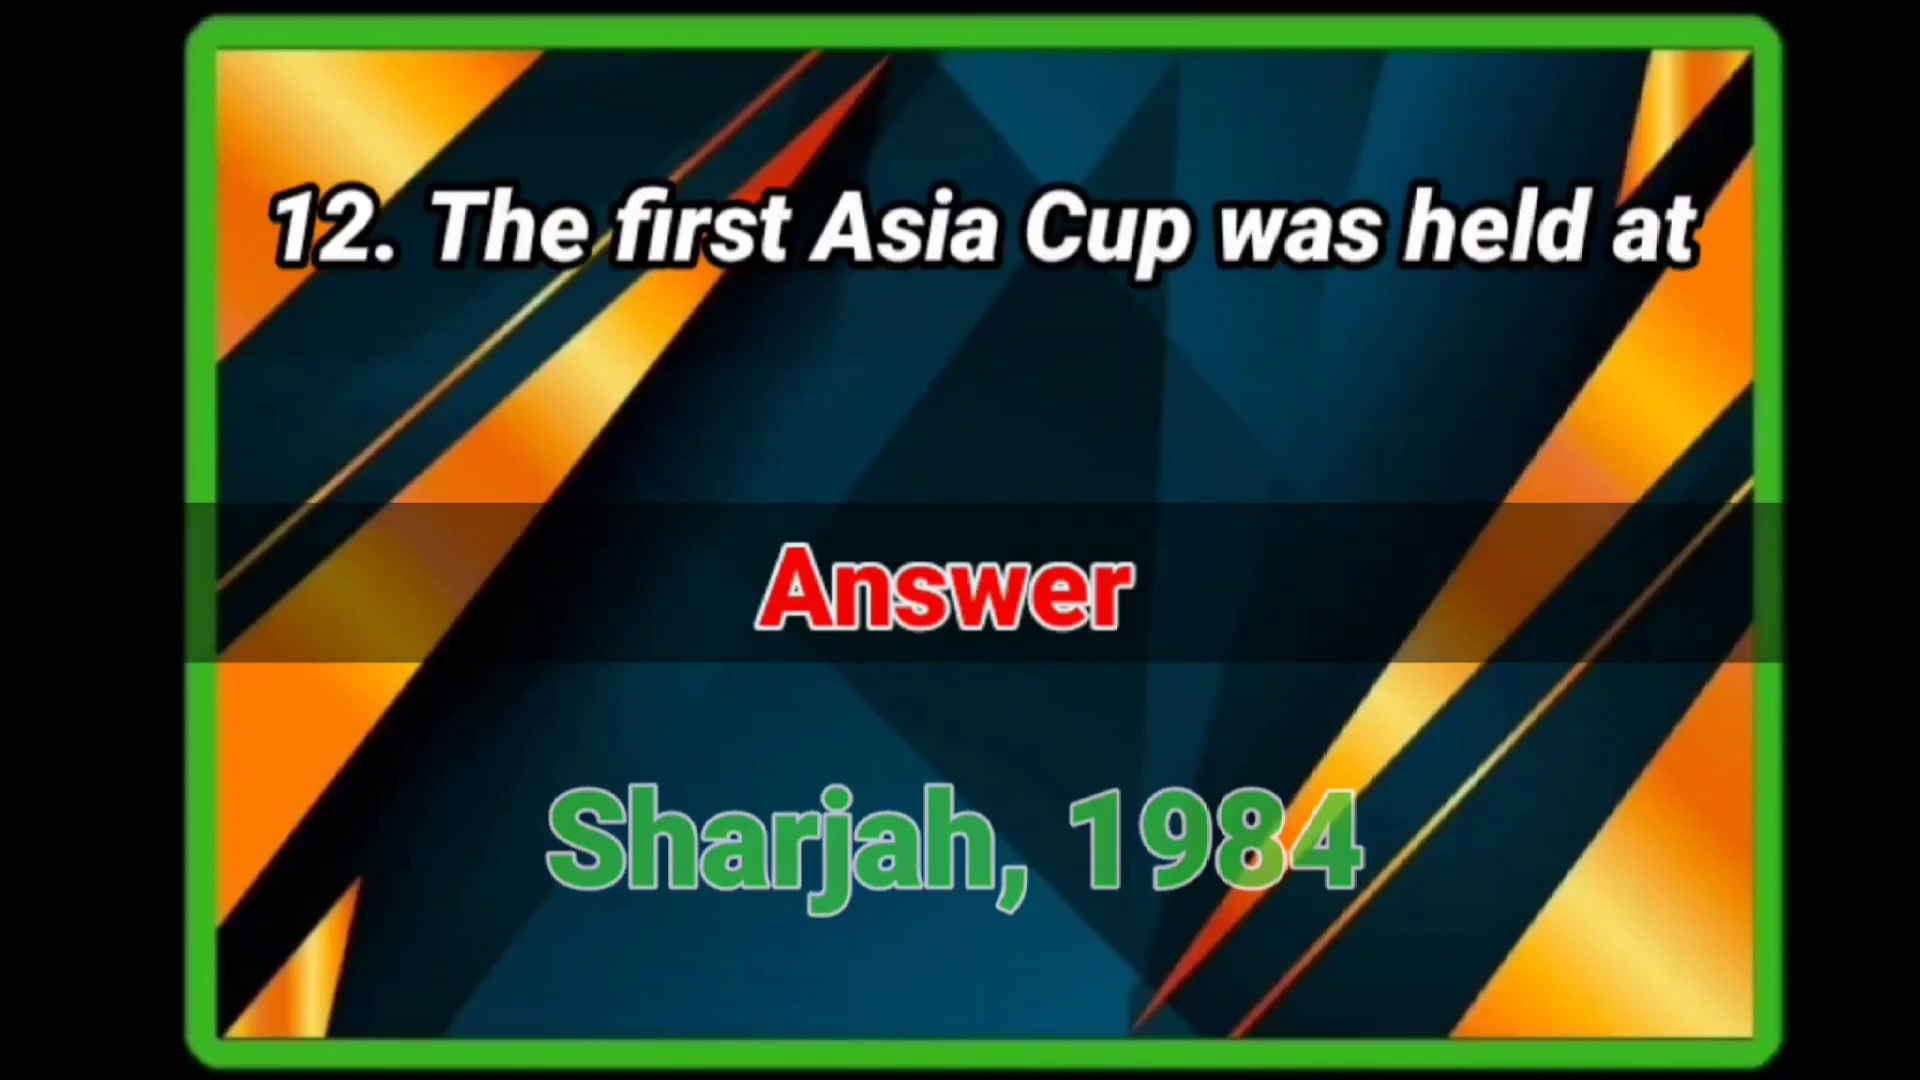 12. The first Asia Cup was held at
Answer
Sharjah, 1984